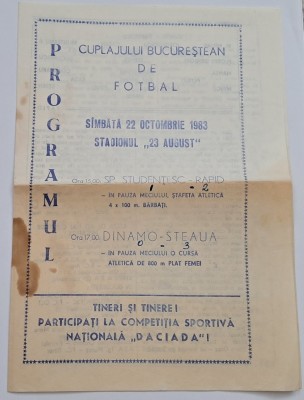 PROGRAMUL
CUPLAJULUI BUCUREȘTEAN
DE
FOTBAL
SÎMBĂTĂ 22 OCTOMBRIE 1983
STADIONUL „23 AUGUST"
Ora 15,00 SP. STUDENȚESC - RAPID
1 - 2
— IN PAUZA MECIULUI, ȘTAFETA ATLETICĂ
4 x 100 m. BĂRBAȚI.
Ora 17,00 DINAMO-STEAUA
0 - 3
— IN PAUZA MECIULUI O CURSA
ATLETICĂ DE 800 m PLAT FEMEI
TINERI ȘI TINERE!
PARTICIPAȚI LA COMPETIȚIA SPORTIVĂ
NAȚIONALĂ „DACIADA"!